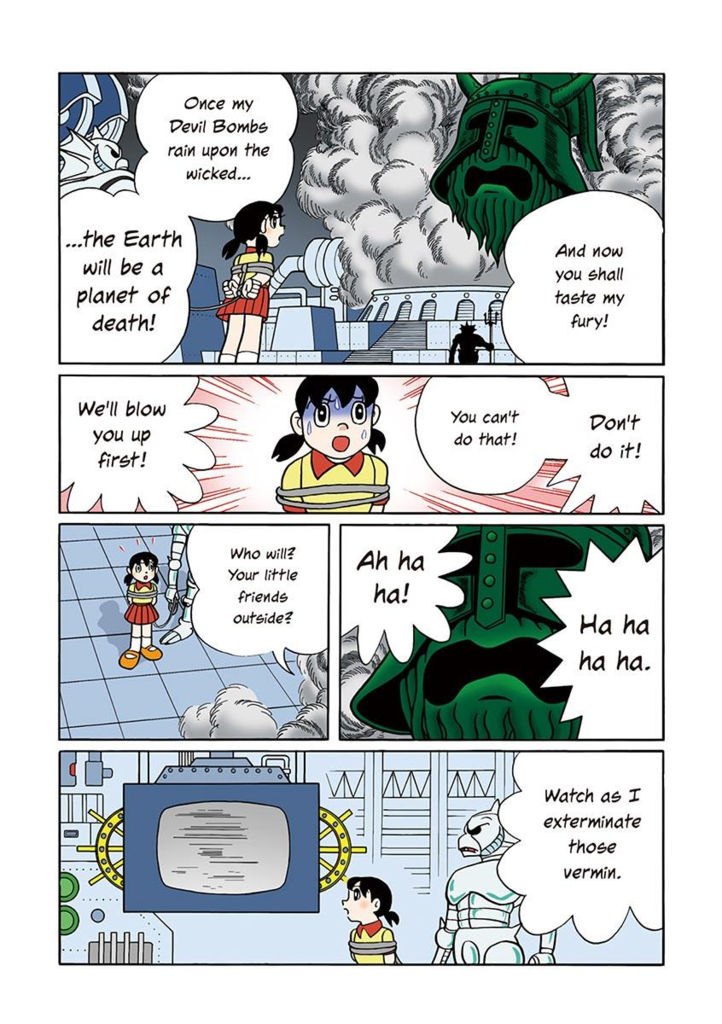 And now
you shall
taste my
fury!
Once my
Devil Bombs
rain upon the
wicked...
...the Earth
will be a
planet of
death!
Don't
do it!
You can't
do that!
We'll blow
you up
first!
Ha ha
ha ha.
Ah ha
ha!
Who will?
Your little
friends
outside?
Watch as I
exterminate
those
vermin.